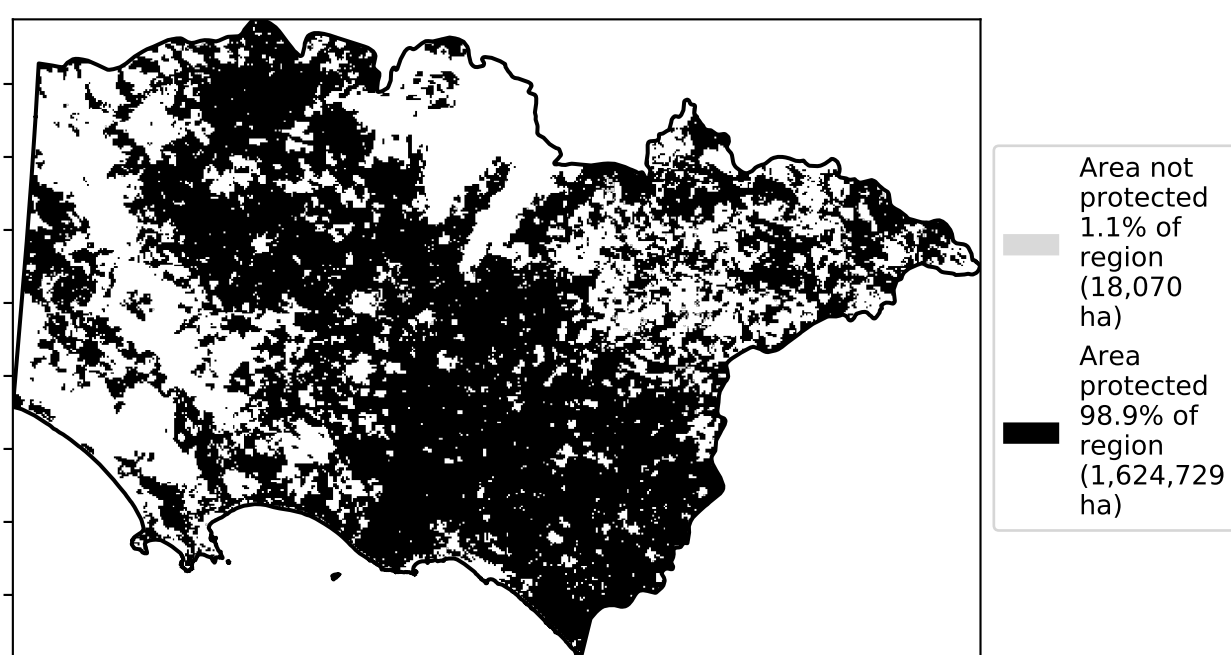 Area not
protected
1.1% of
region
(18,070
ha)
Area
protected
98.9% of
region
(1,624,729
ha)